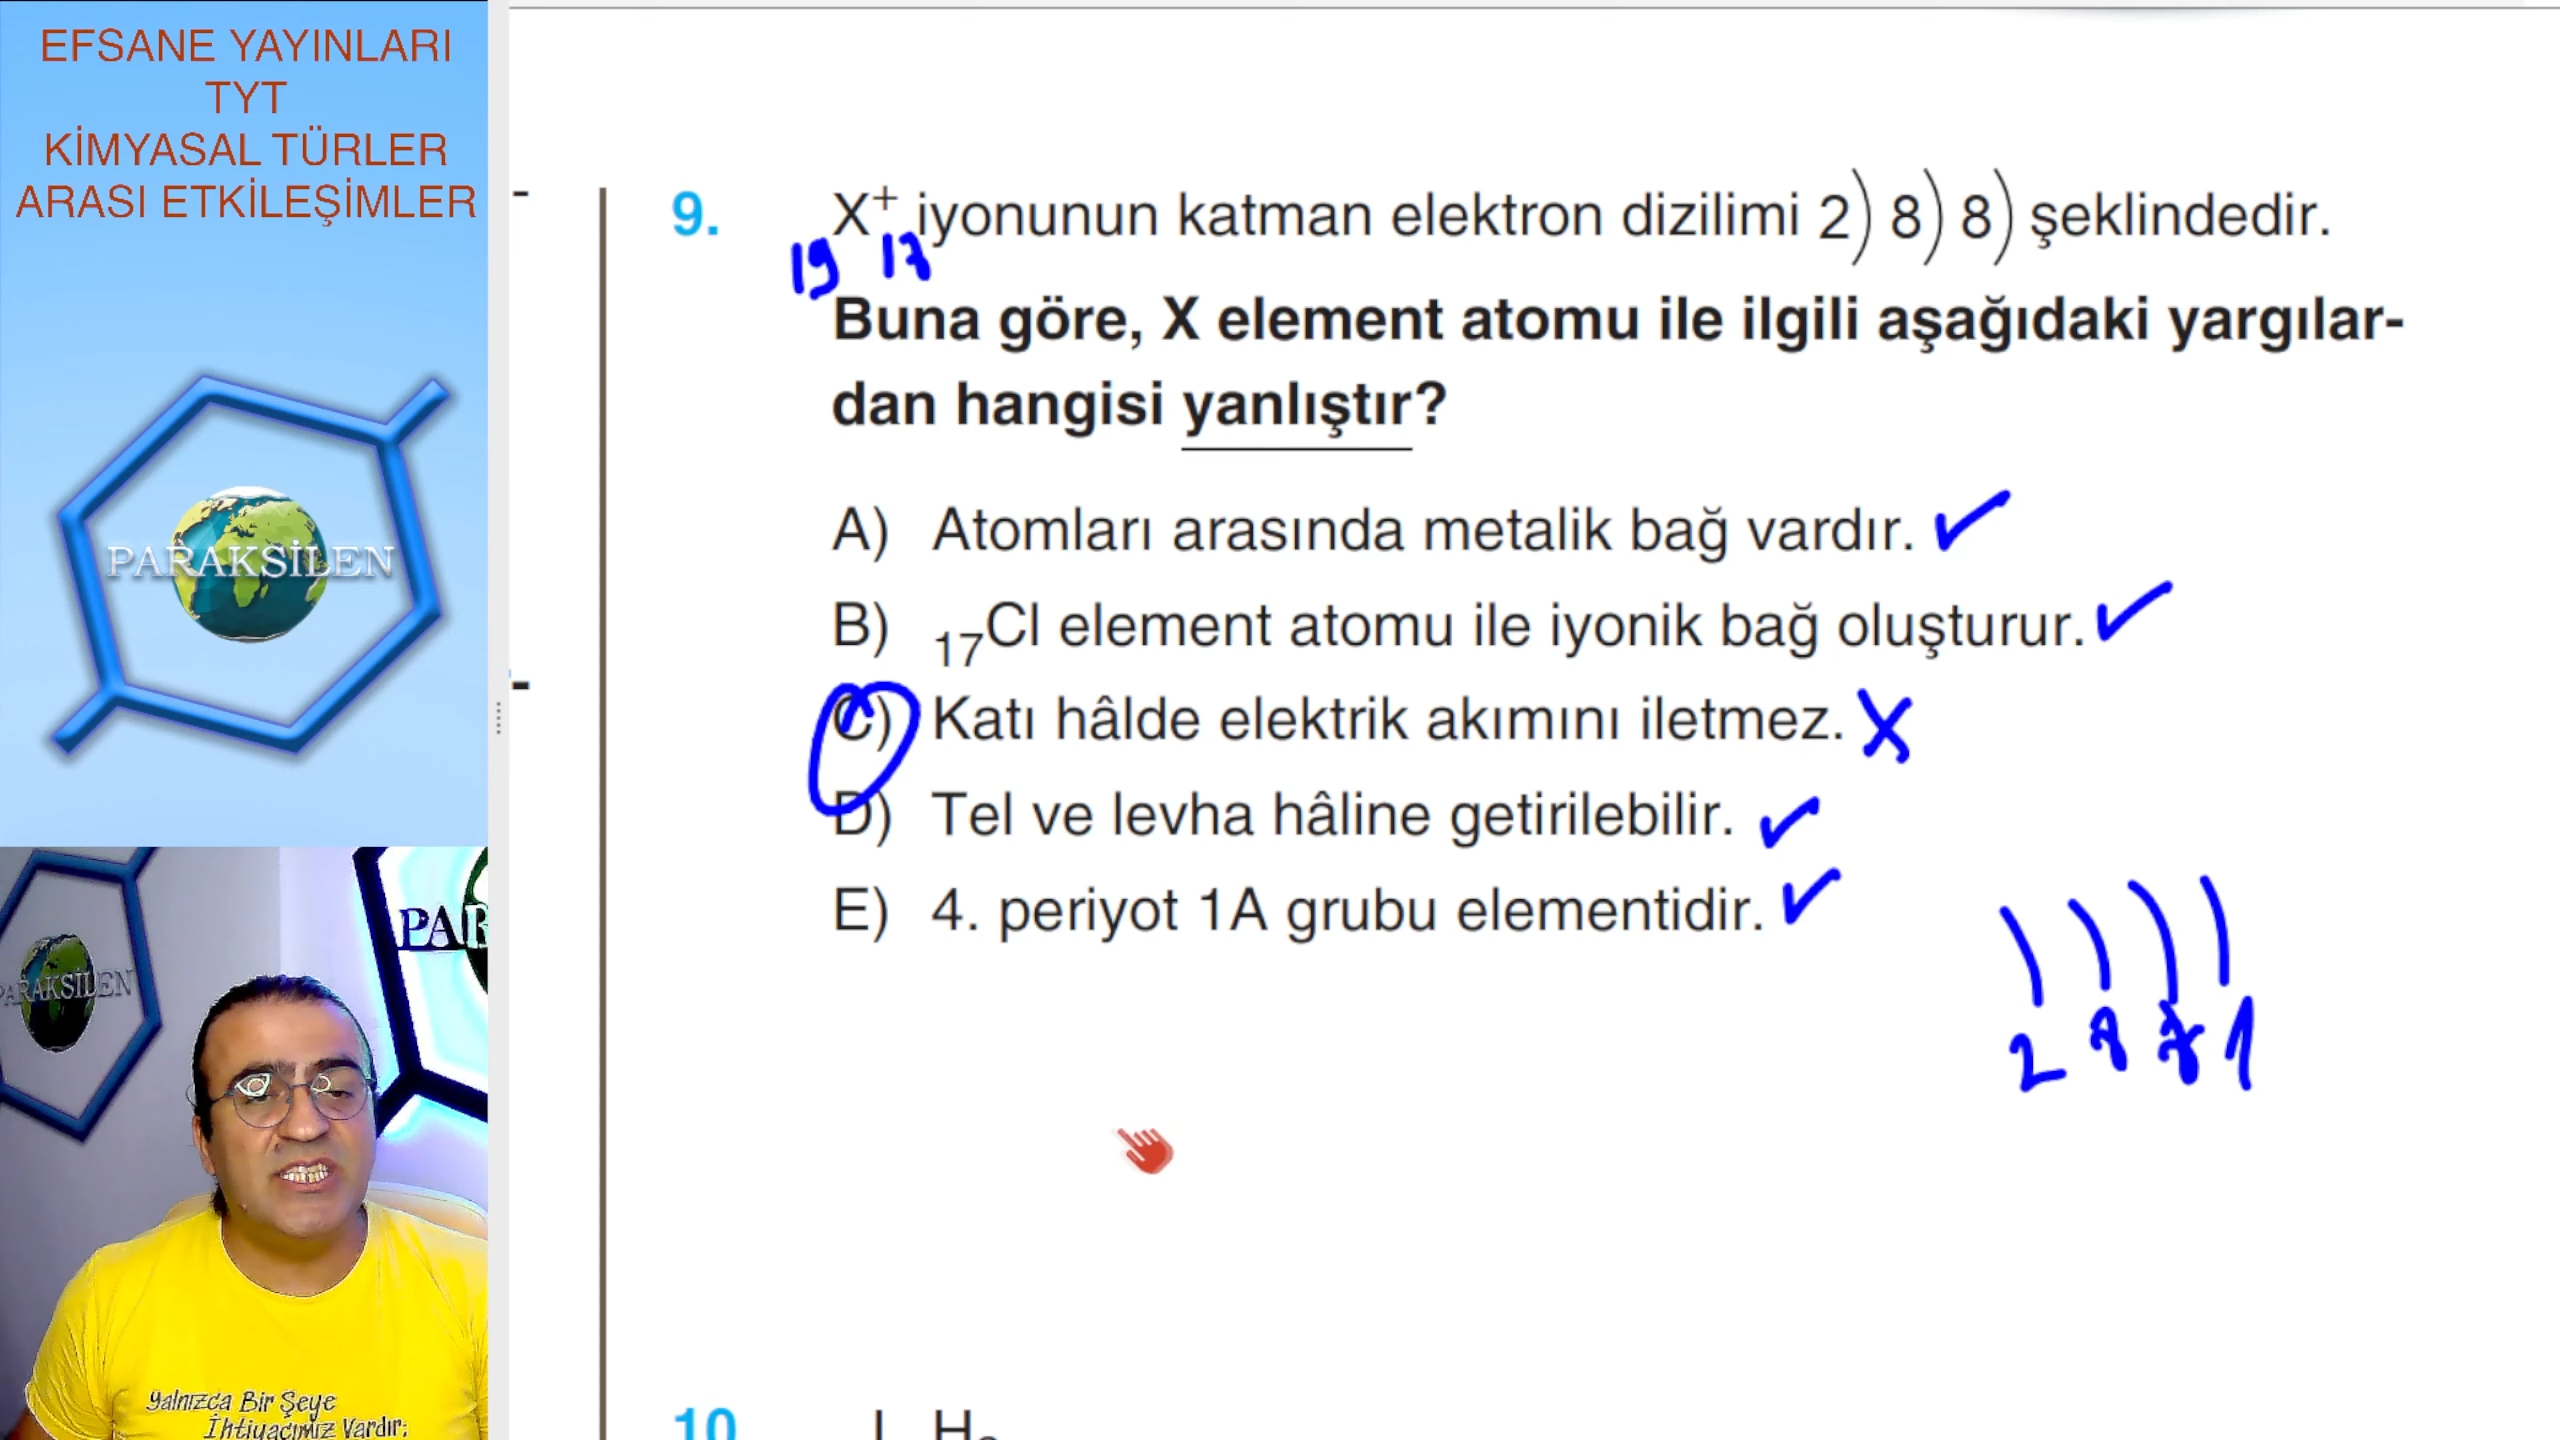 EFSANE YAYINLARI
TYT
KİMYASAL TÜRLER
ARASI ETKİLEŞİMLER
PARAKSİLEN
PARAKSİLEN
PAR
Yalnızca Bir Şeye
İhtiyacımız Vardır;
9. X+ iyonunun katman elektron dizilimi 2) 8) 8) şeklindedir.
19 17
Buna göre, X element atomu ile ilgili aşağıdaki yargılar-
dan hangisi yanlıştır?
A) Atomları arasında metalik bağ vardır. ✓
B) 17Cl element atomu ile iyonik bağ oluşturur. ✓
C) Katı hâlde elektrik akımını iletmez. X
D) Tel ve levha hâline getirilebilir. ✓
E) 4. periyot 1A grubu elementidir. ✓
) ) ) )
2 8 8 1
10